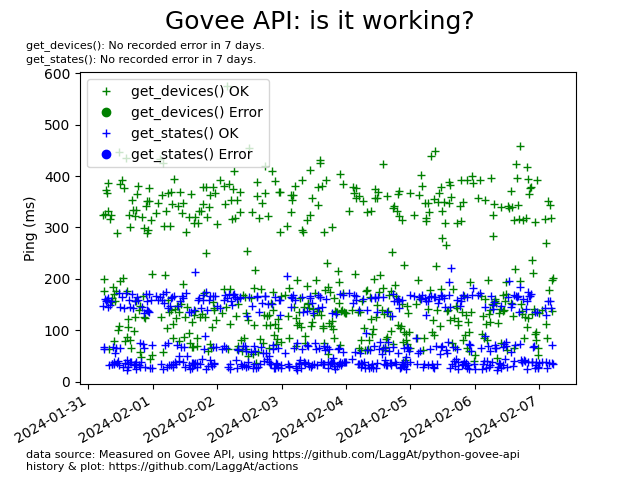 Govee API: is it working?
get_devices(): No recorded error in 7 days.
get_states(): No recorded error in 7 days.
600
500
400
300
200
100
0
Ping (ms)
get_devices() OK
get_devices() Error
get_states() OK
get_states() Error
2024-01-31
2024-02-01
2024-02-02
2024-02-03
2024-02-04
2024-02-05
2024-02-06
2024-02-07
data source: Measured on Govee API, using https://github.com/LaggAt/python-govee-api
history & plot: https://github.com/LaggAt/actions